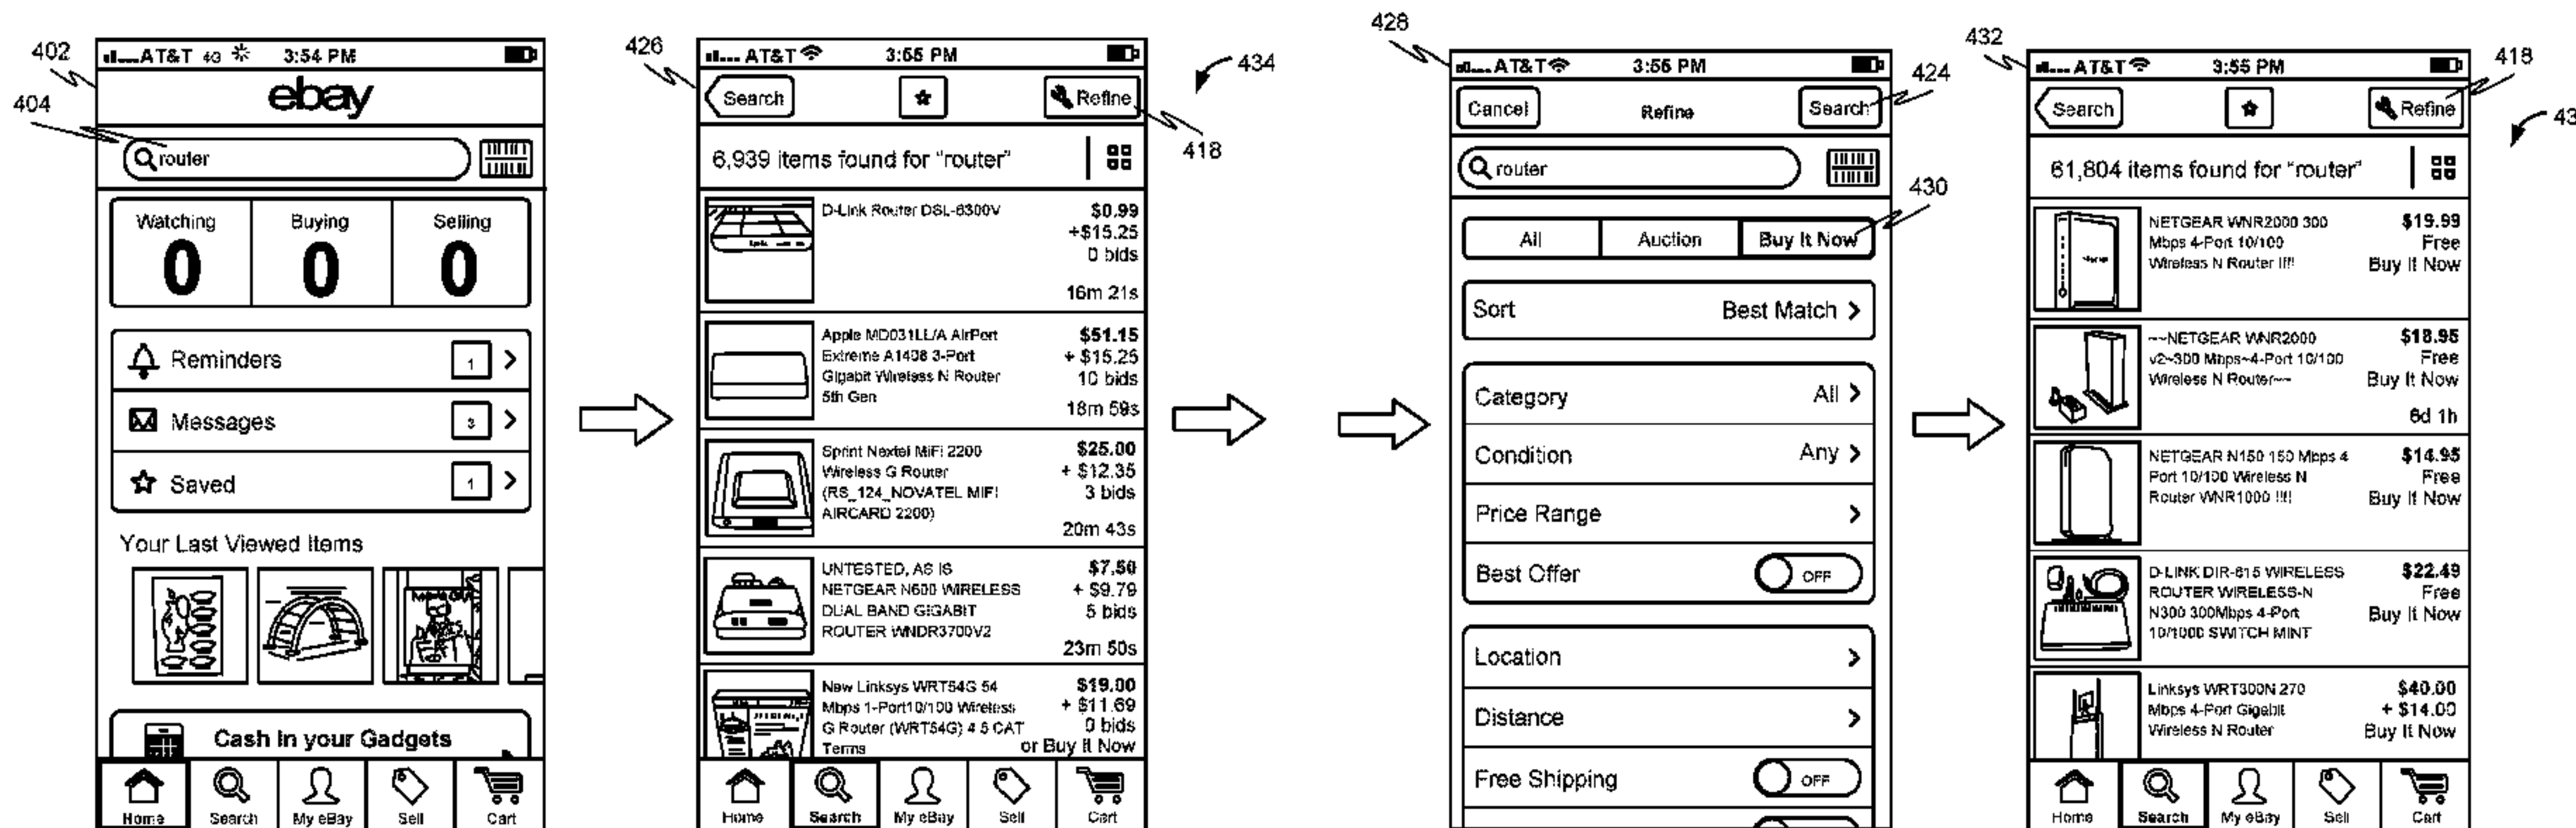 402
404
AT&T 4G 3:54 PM
ebay
router
Watching Buying Selling
0 0 0
Reminders 1
Messages 3
Saved 1
Your Last Viewed Items
Cash in your Gadgets
Home Search My eBay Sell Cart
426
434
418
AT&T 3:55 PM
Search Refine
6,939 items found for "router"
D-Link Router DSL-6300V $0.99
+$15.25
0 bids
16m 21s
Apple MD031LL/A AirPort $51.15
Extreme A1408 3-Port + $15.25
Gigabit Wireless N Router 10 bids
5th Gen
18m 59s
Sprint Nextel MiFi 2200 $25.00
Wireless G Router + $12.35
(RS_124_NOVATEL MIFI 3 bids
AIRCARD 2200)
20m 43s
UNTESTED, AS IS $7.50
NETGEAR N600 WIRELESS + $9.79
DUAL BAND GIGABIT 5 bids
ROUTER WNDR3700V2
23m 50s
New Linksys WRT54G 54 $19.00
Mbps 1-Port10/100 Wireless + $11.69
G Router (WRT54G) 4 5 CAT 0 bids
Terms or Buy It Now
Home Search My eBay Sell Cart
428
424
430
AT&T 3:55 PM
Cancel Refine Search
router
All Auction Buy It Now
Sort Best Match
Category All
Condition Any
Price Range
Best Offer OFF
Location
Distance
Free Shipping OFF
432
418
43
AT&T 3:55 PM
Search Refine
61,804 items found for "router"
NETGEAR WNR2000 300 $19.99
Mbps 4-Port 10/100 Free
Wireless N Router !!!! Buy It Now
~~NETGEAR WNR2000 $18.95
v2~300 Mbps~4-Port 10/100 Free
Wireless N Router~~ Buy It Now
6d 1h
NETGEAR N150 150 Mbps 4 $14.95
Port 10/100 Wireless N Free
Router WNR1000 !!!! Buy It Now
D-LINK DIR-615 WIRELESS $22.49
ROUTER WIRELESS-N Free
N300 300Mbps 4-Port Buy It Now
10/1000 SWITCH MINT
Linksys WRT300N 270 $40.00
Mbps 4-Port Gigabit + $14.00
Wireless N Router Buy It Now
Home Search My eBay Sell Cart